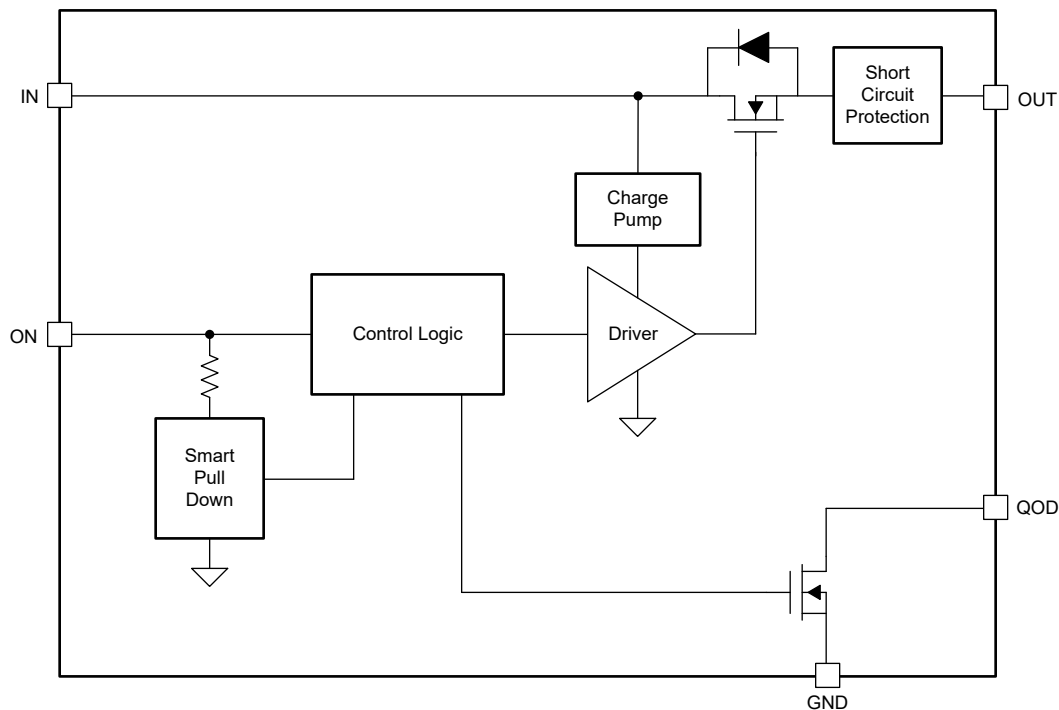 IN
Short
Circuit
Protection
OUT
Charge
Pump
ON
Control Logic
Driver
Smart
Pull
Down
QOD
GND